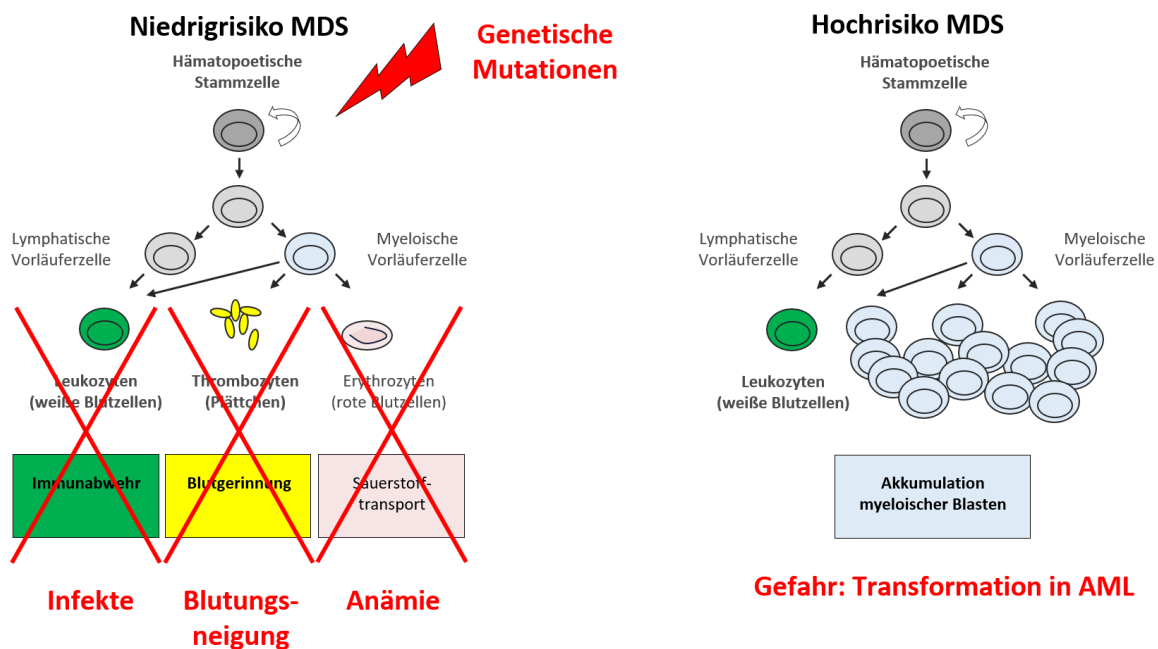 Niedrigrisiko MDS
Hämatopoetische
Stammzelle
Genetische
Mutationen
Lymphatische
Vorläuferzelle
Myeloische
Vorläuferzelle
Leukozyten
(weiße Blutzellen)
Thrombozyten
(Plättchen)
Erythrozyten
(rote Blutzellen)
Immunabwehr
Blutgerinnung
Sauerstoff-
transport
Infekte
Blutungs-
neigung
Anämie
Hochrisiko MDS
Hämatopoetische
Stammzelle
Lymphatische
Vorläuferzelle
Myeloische
Vorläuferzelle
Leukozyten
(weiße Blutzellen)
Akkumulation
myeloischer Blasten
Gefahr: Transformation in AML